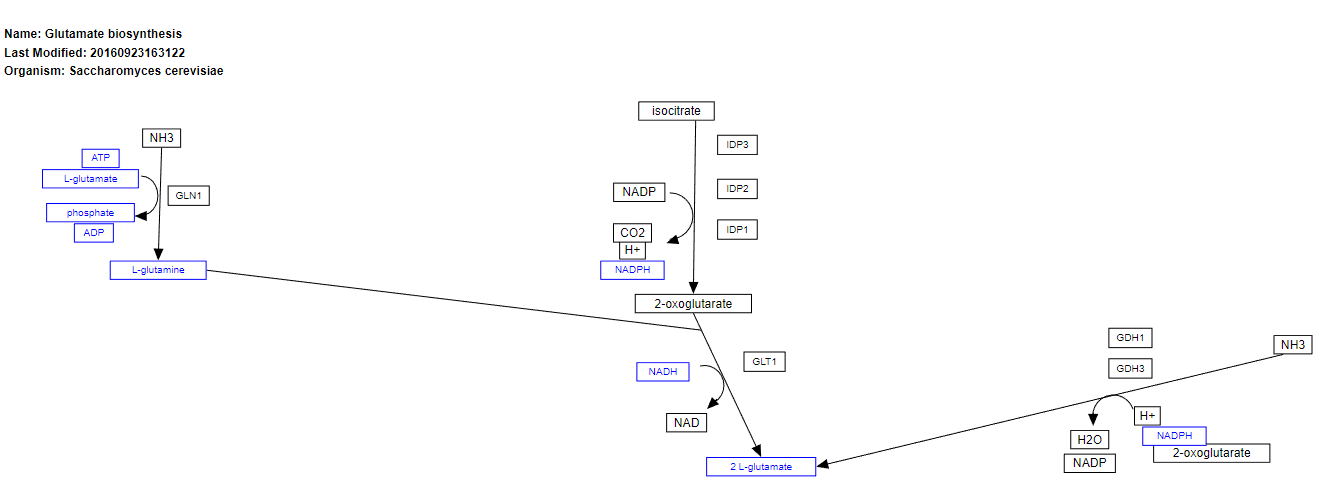 Name: Glutamate biosynthesis
Last Modified: 20160923163122
Organism: Saccharomyces cerevisiae
isocitrate
NH3
IDP3
ATP
L-glutamate
NADP
IDP2
GLN1
phosphate
ADP
CO2
IDP1
H+
L-glutamine
NADPH
2-oxoglutarate
GDH1
NH3
GLT1
NADH
GDH3
H+
NAD
H2O
NADPH
2-oxoglutarate
NADP
2 L-glutamate